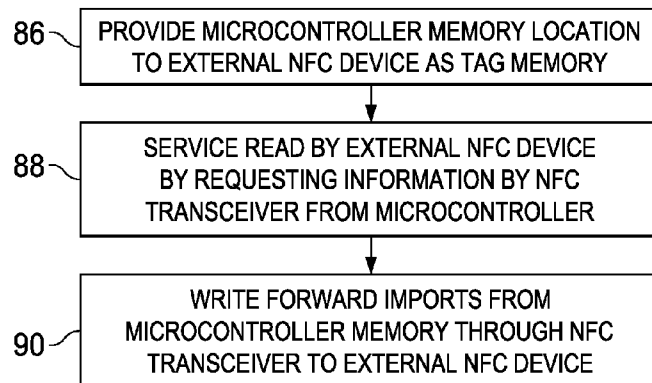 86
PROVIDE MICROCONTROLLER MEMORY LOCATION
TO EXTERNAL NFC DEVICE AS TAG MEMORY
88
SERVICE READ BY EXTERNAL NFC DEVICE
BY REQUESTING INFORMATION BY NFC
TRANSCEIVER FROM MICROCONTROLLER
90
WRITE FORWARD IMPORTS FROM
MICROCONTROLLER MEMORY THROUGH NFC
TRANSCEIVER TO EXTERNAL NFC DEVICE